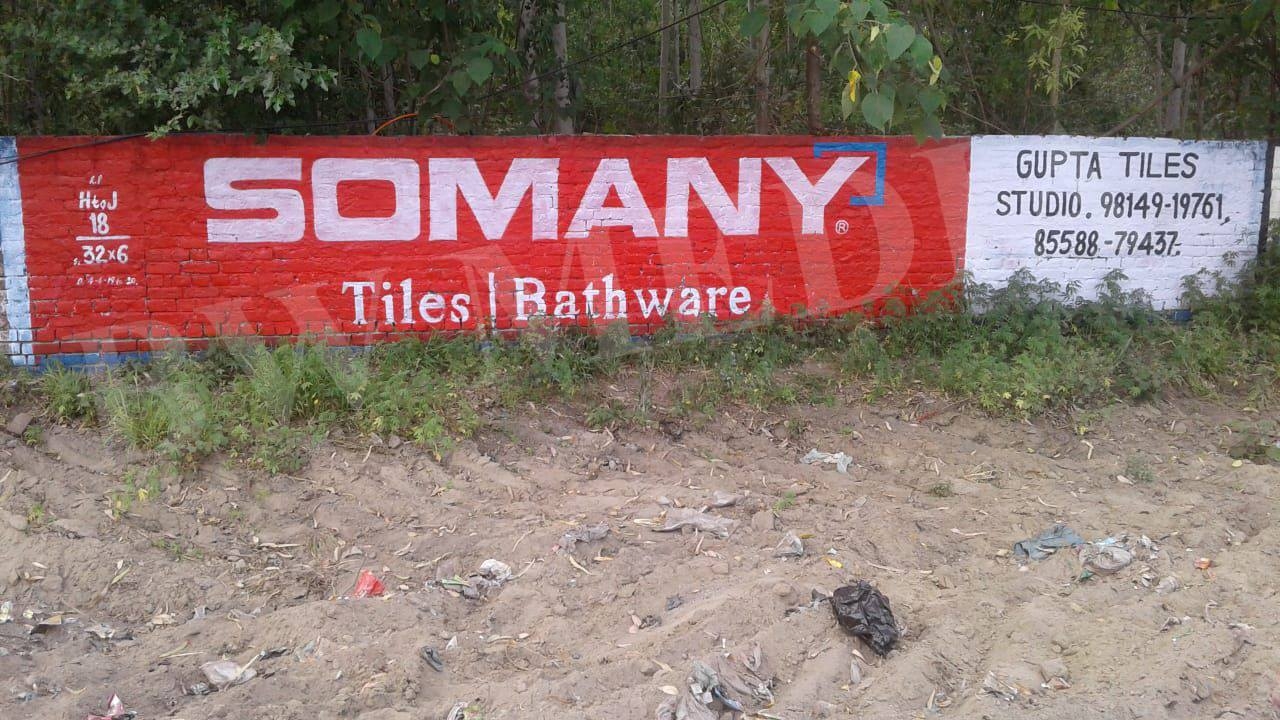 HtoJ
18
32x6
SOMANY
®
Tiles | Bathware
GUPTA TILES
STUDIO. 98149-19761,
85588-79437-